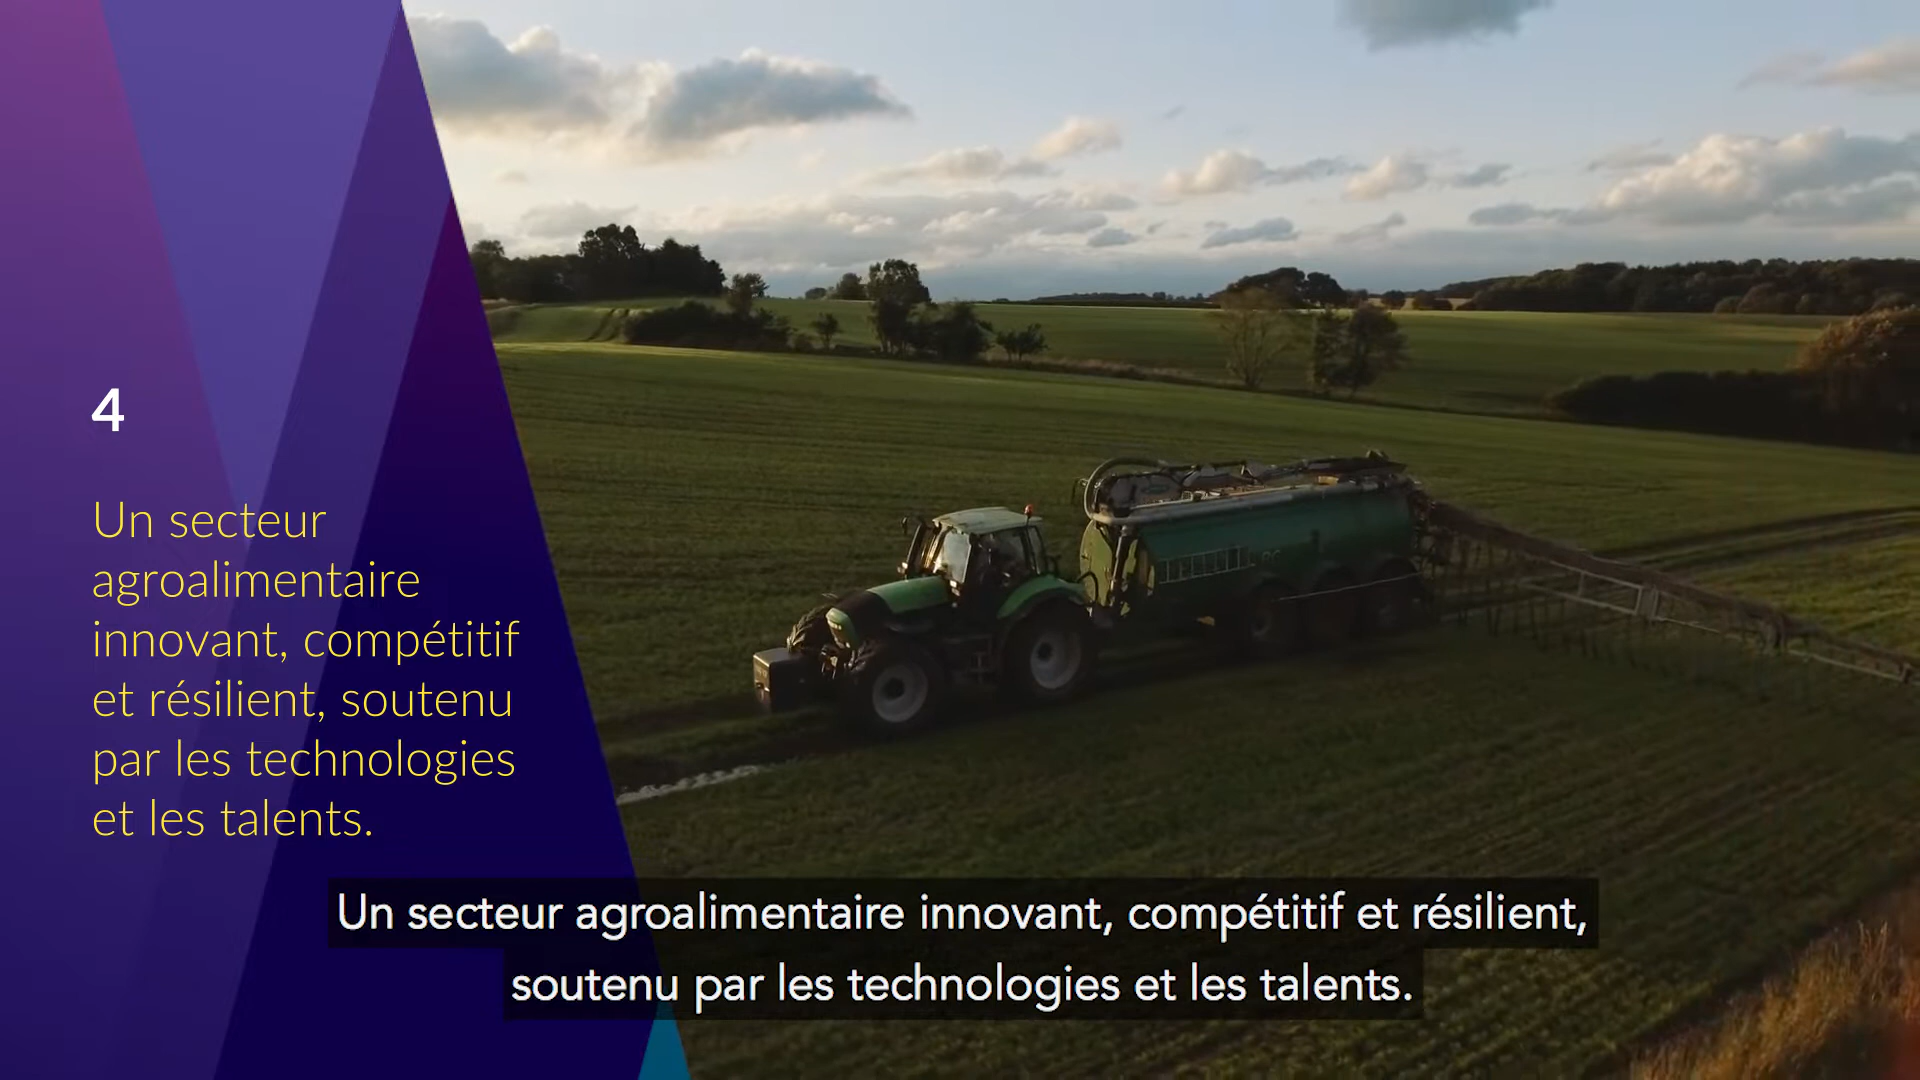 4
Un secteur
agroalimentaire
innovant, compétitif
et résilient, soutenu
par les technologies
et les talents.
Un secteur agroalimentaire innovant, compétitif et résilient,
soutenu par les technologies et les talents.